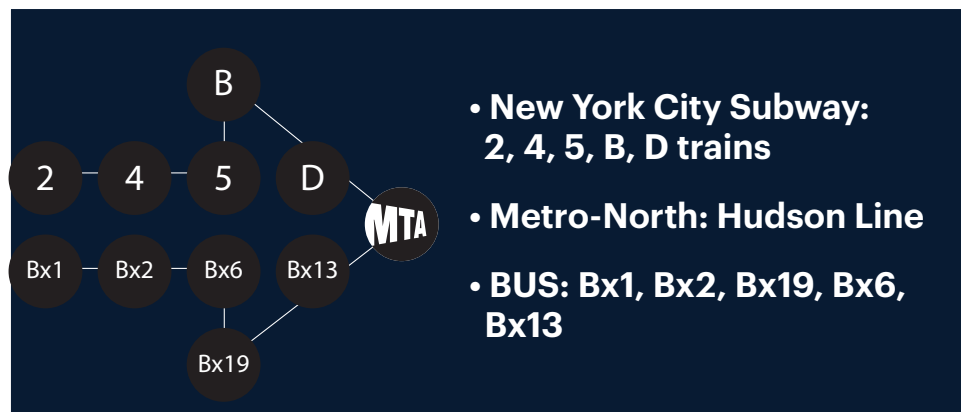 B
2
4
5
D
MTA
Bx1
Bx2
Bx6
Bx13
Bx19
• New York City Subway:
2, 4, 5, B, D trains
• Metro-North: Hudson Line
• BUS: Bx1, Bx2, Bx19, Bx6,
Bx13